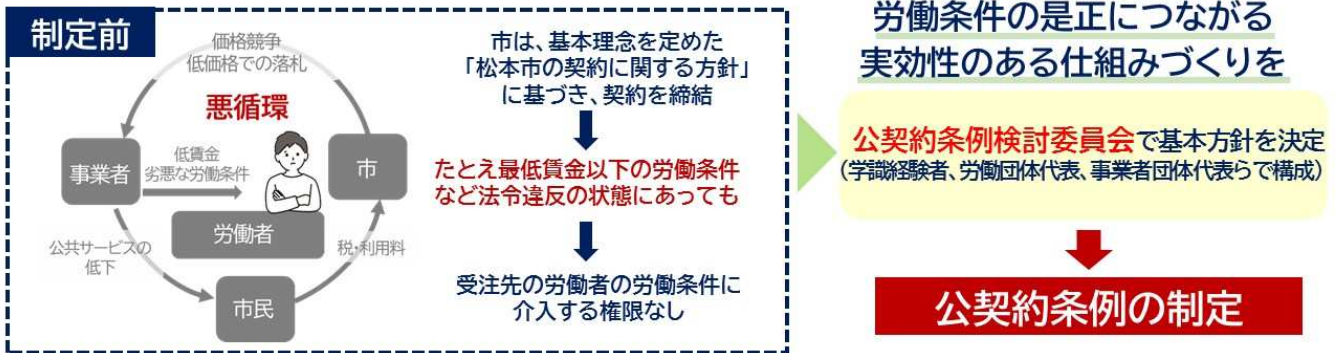 制定前
価格競争
低価格での落札
悪循環
事業者
低賃金
劣悪な労働条件
市
労働者
公共サービスの
低下
税・利用料
市民
市は、基本理念を定めた
「松本市の契約に関する方針」
に基づき、契約を締結
たとえ最低賃金以下の労働条件
など法令違反の状態にあっても
受注先の労働者の労働条件に
介入する権限なし
労働条件の是正につながる
実効性のある仕組みづくりを
公契約条例検討委員会で基本方針を決定
(学識経験者、労働団体代表、事業者団体代表らで構成)
公契約条例の制定